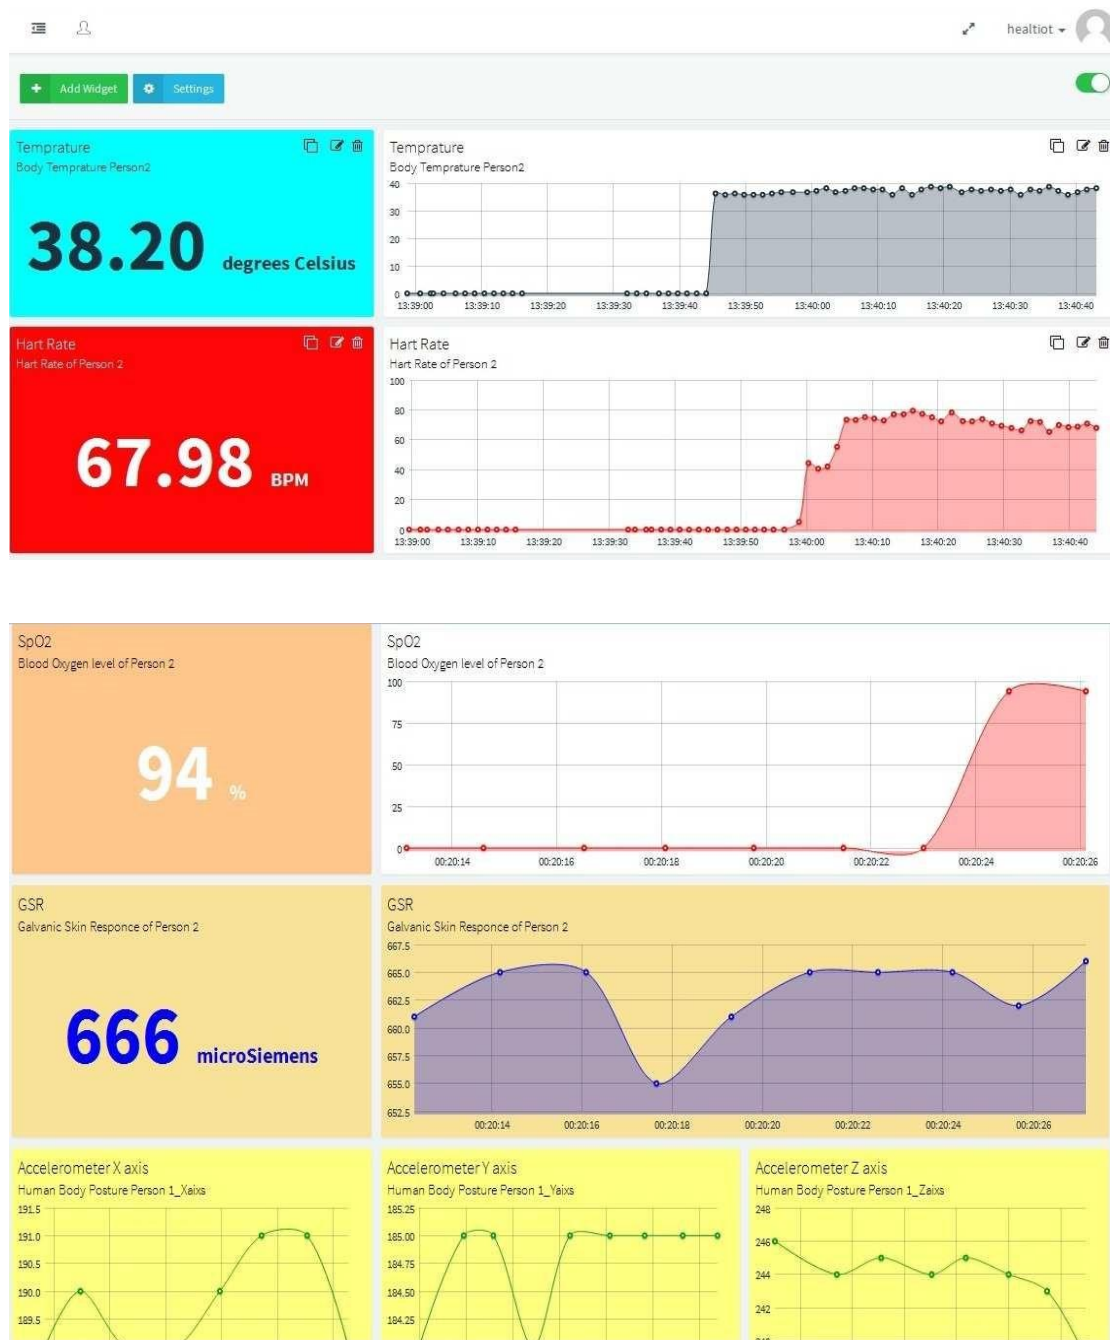 healtiot
Add Widget
Settings
Temprature
Body Temprature Person2
38.20 degrees Celsius
Temprature
Body Temprature Person2
40
30
20
10
0
13:39:00 13:39:10 13:39:20 13:39:30 13:39:40 13:39:50 13:40:00 13:40:10 13:40:20 13:40:30 13:40:40
Hart Rate
Hart Rate of Person 2
67.98 BPM
Hart Rate
Hart Rate of Person 2
100
80
60
40
20
0
13:39:00 13:39:10 13:39:20 13:39:30 13:39:40 13:39:50 13:40:00 13:40:10 13:40:20 13:40:30 13:40:40
SpO2
Blood Oxygen level of Person 2
94 %
SpO2
Blood Oxygen level of Person 2
100
75
50
25
0
00:20:14 00:20:16 00:20:18 00:20:20 00:20:22 00:20:24 00:20:26
GSR
Galvanic Skin Responce of Person 2
666 microSiemens
GSR
Galvanic Skin Responce of Person 2
667.5
665.0
662.5
660.0
657.5
655.0
652.5
00:20:14 00:20:16 00:20:18 00:20:20 00:20:22 00:20:24 00:20:26
Accelerometer X axis
Human Body Posture Person 1_Xaixs
191.5
191.0
190.5
190.0
189.5
Accelerometer Y axis
Human Body Posture Person 1_Yaixs
185.25
185.00
184.75
184.50
184.25
Accelerometer Z axis
Human Body Posture Person 1_Zaixs
248
246
244
242